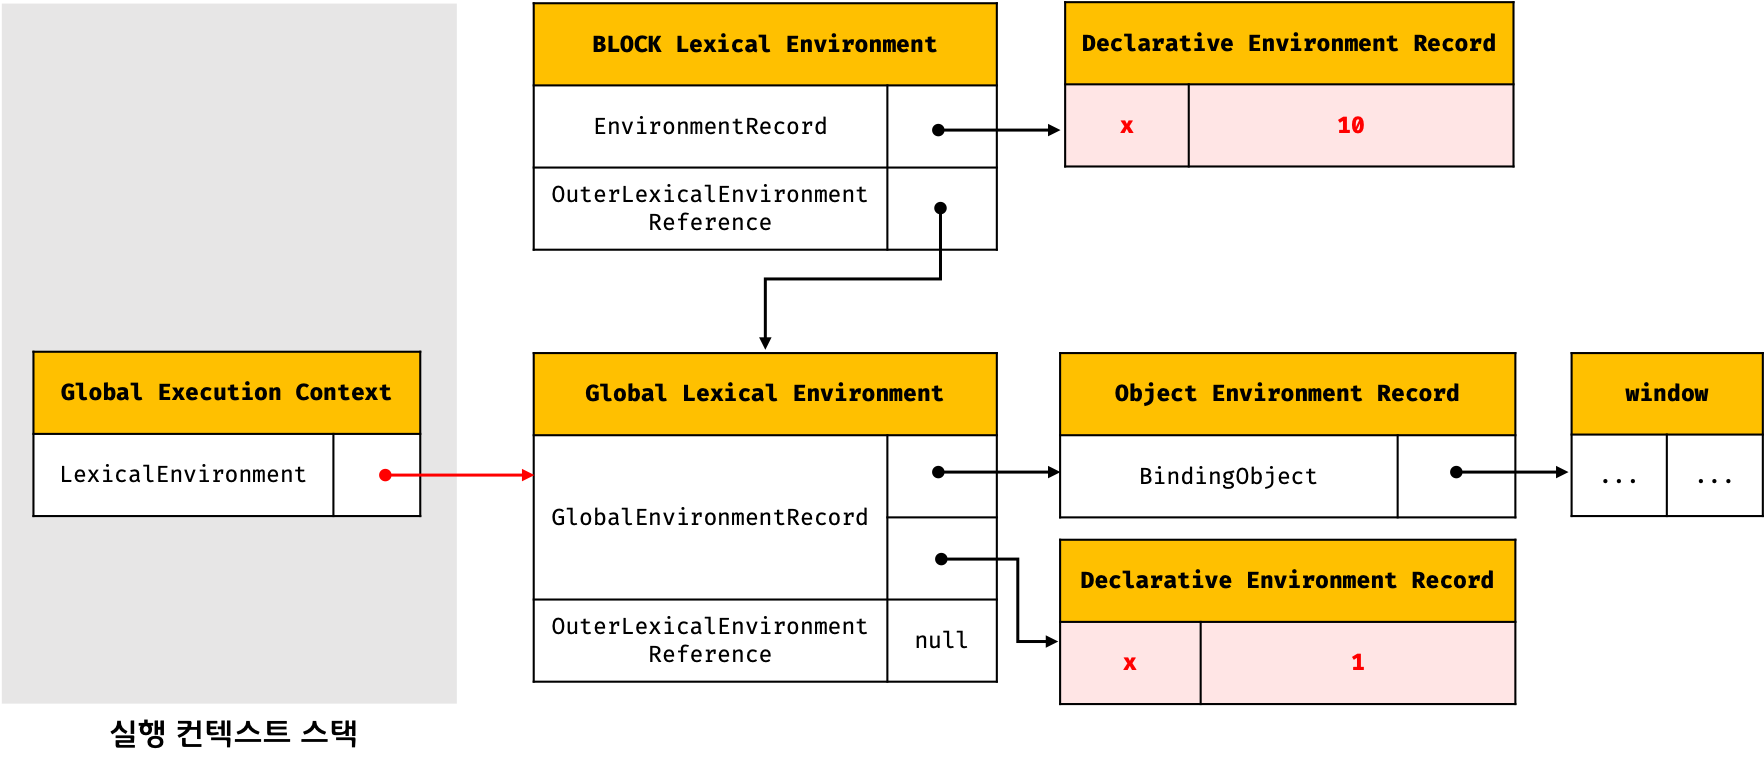 BLOCK Lexical Environment
EnvironmentRecord
OuterLexicalEnvironment
Reference
Declarative Environment Record
x
10
Global Execution Context
LexicalEnvironment
Global Lexical Environment
GlobalEnvironmentRecord
OuterLexicalEnvironment
Reference
null
Object Environment Record
BindingObject
window
...
...
Declarative Environment Record
x
1
실행 컨텍스트 스택